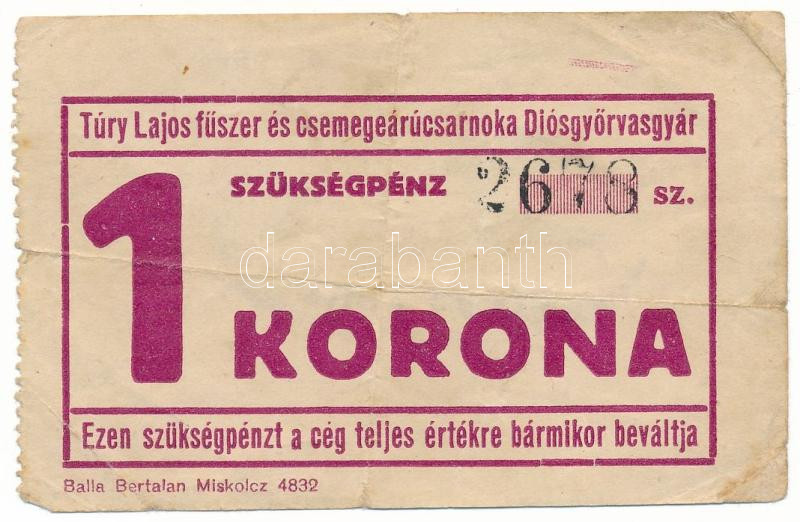 Túry Lajos fűszer és csemegeárúcsarnoka Diósgyőrvasgyár
SZÜKSÉGPÉNZ 2673 sz.
1 KORONA
darabanth
Ezen szükségpénzt a cég teljes értékre bármikor beváltja
Balla Bertalan Miskolcz 4832